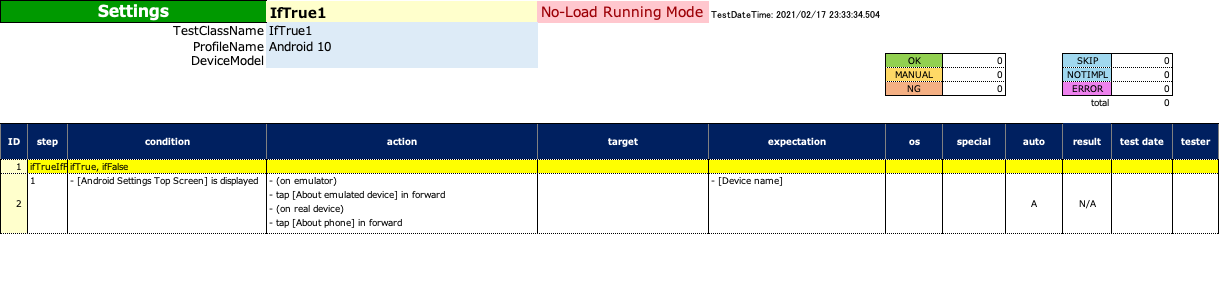 Settings IfTrue1 No-Load Running Mode TestDateTime: 2021/02/17 23:33:34.504
TestClassName IfTrue1
ProfileName Android 10
DeviceModel
OK 0 SKIP 0
MANUAL 0 NOTIMPL 0
NG 0 ERROR 0
total 0
ID step condition action target expectation os special auto result test date tester
1 ifTrueIfF ifTrue, ifFalse
2 1 - [Android Settings Top Screen] is displayed - (on emulator) - [Device name] A N/A
- tap [About emulated device] in forward
- (on real device)
- tap [About phone] in forward